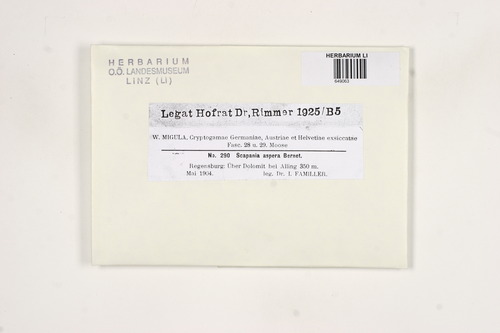 HERBARIUM
O.Ö. LANDESMUSEUM
LINZ (LI)
HERBARIUM LI
Legat Hofrat Dr,Rimmer 1925/B5
W. MIGULA, Cryptogamae Germaniae, Austriae et Helvetiae exsiccatae
Fasc. 28 u. 29. Moose
No. 290 Scapania aspera Bernet.
Regensburg: Über Dolomit bei Alling 350 m.
Mai 1904. leg. Dr. I. FAMILLER.